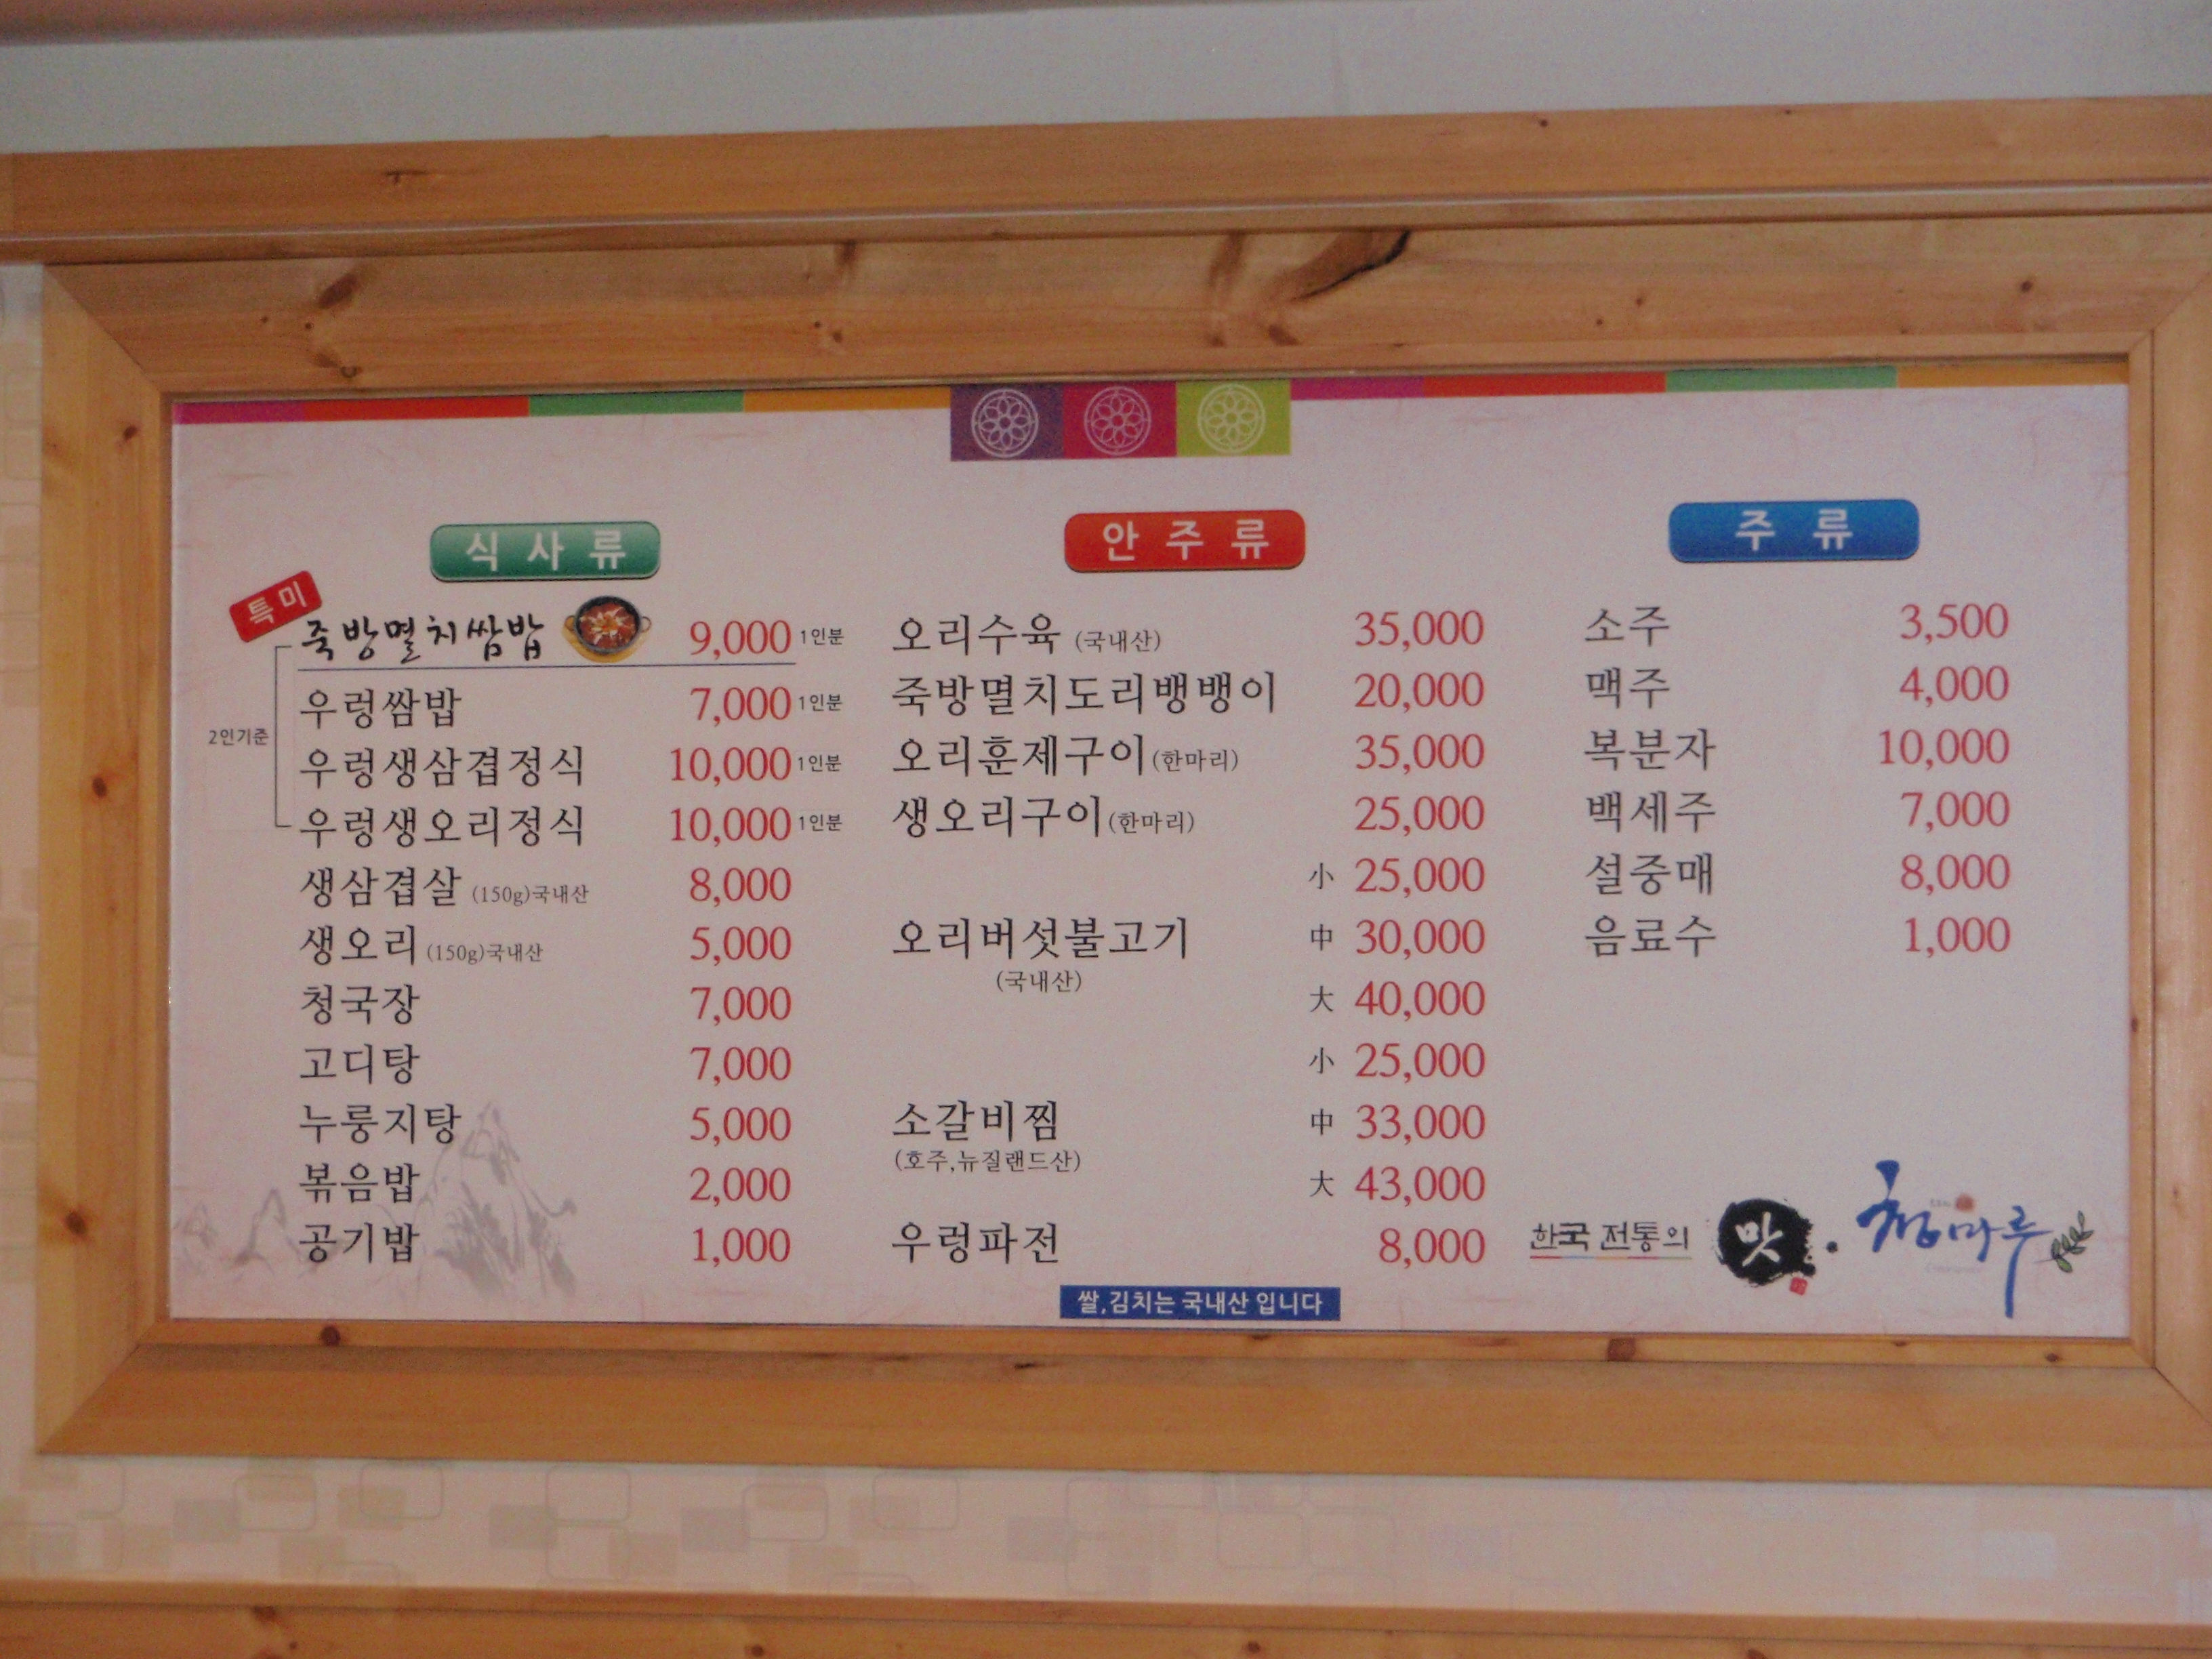 식사류
특미
죽방멸치쌈밥 9,000 1인분
2인기준
우렁쌈밥 7,000 1인분
우렁생삼겹정식 10,000 1인분
우렁생오리정식 10,000 1인분
생삼겹살 (150g)국내산 8,000
생오리 (150g)국내산 5,000
청국장 7,000
고디탕 7,000
누룽지탕 5,000
볶음밥 2,000
공기밥 1,000
안주류
오리수육 (국내산) 35,000
죽방멸치도리뱅뱅이 20,000
오리훈제구이(한마리) 35,000
생오리구이(한마리) 25,000
小 25,000
오리버섯불고기 中 30,000
(국내산)
大 40,000
小 25,000
소갈비찜 中 33,000
(호주,뉴질랜드산)
大 43,000
우렁파전 8,000
쌀,김치는 국내산 입니다
주류
소주 3,500
맥주 4,000
복분자 10,000
백세주 7,000
설중매 8,000
음료수 1,000
한국 전통의 맛. 청마루